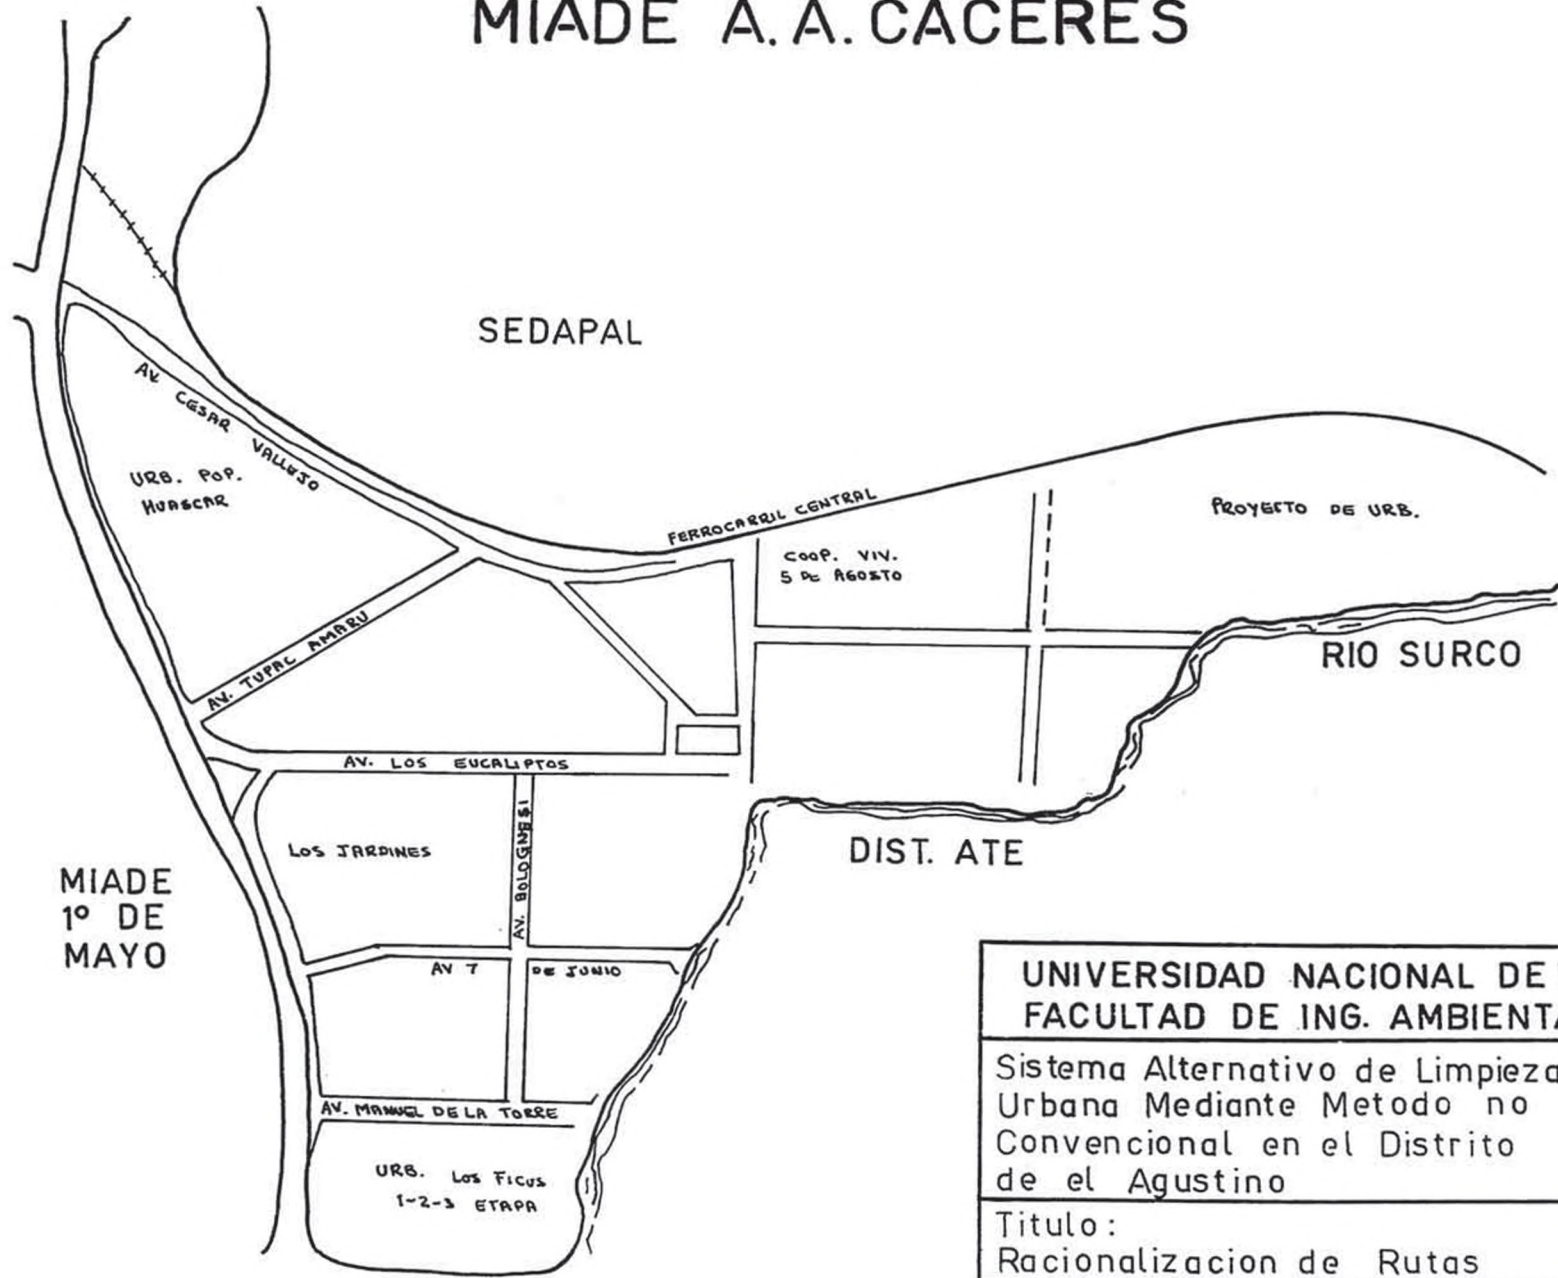 MIADE A. A. CACERES
SEDAPAL
AV. CESAR VALLEJO
URB. POP.
HUASCAR
FERROCARRIL CENTRAL
PROYECTO DE URB.
COOP. VIV.
5 DE AGOSTO
AV. TUPAC AMARU
RIO SURCO
AV. LOS EUCALIPTOS
AV. BOLOGNESI
LOS JARDINES
DIST. ATE
MIADE
1º DE
MAYO
AV 7 DE JUNIO
AV. MANUEL DE LA TORRE
URB. LOS FICUS
1-2-3 ETAPA
UNIVERSIDAD NACIONAL DE
FACULTAD DE ING. AMBIENTA
Sistema Alternativo de Limpieza
Urbana Mediante Metodo no
Convencional en el Distrito
de el Agustino
Titulo:
Racionalizacion de Rutas